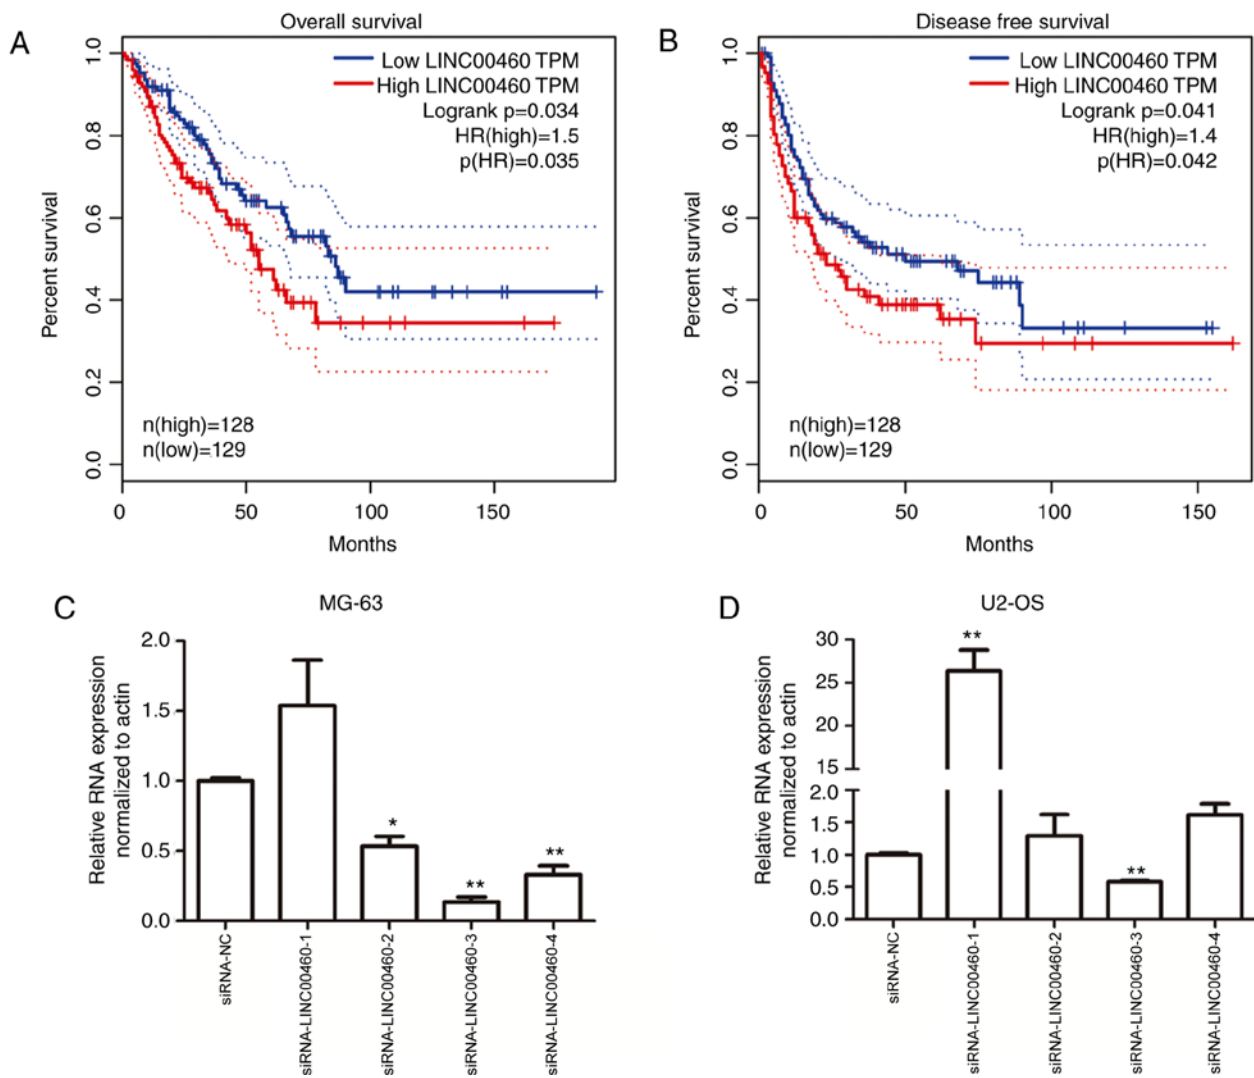 A
Overall survival
Low LINC00460 TPM
High LINC00460 TPM
Logrank p=0.034
HR(high)=1.5
p(HR)=0.035
Percent survival
1.0
0.8
0.6
0.4
0.2
0.0
n(high)=128
n(low)=129
0
50
100
150
Months
B
Disease free survival
Low LINC00460 TPM
High LINC00460 TPM
Logrank p=0.041
HR(high)=1.4
p(HR)=0.042
Percent survival
1.0
0.8
0.6
0.4
0.2
0.0
n(high)=128
n(low)=129
0
50
100
150
Months
C
MG-63
Relative RNA expression
normalized to actin
2.0
1.5
1.0
0.5
0.0
*
**
**
siRNA-NC
siRNA-LINC00460-1
siRNA-LINC00460-2
siRNA-LINC00460-3
siRNA-LINC00460-4
D
U2-OS
Relative RNA expression
normalized to actin
30
25
20
15
2.0
1.5
1.0
0.5
0.0
**
**
siRNA-NC
siRNA-LINC00460-1
siRNA-LINC00460-2
siRNA-LINC00460-3
siRNA-LINC00460-4